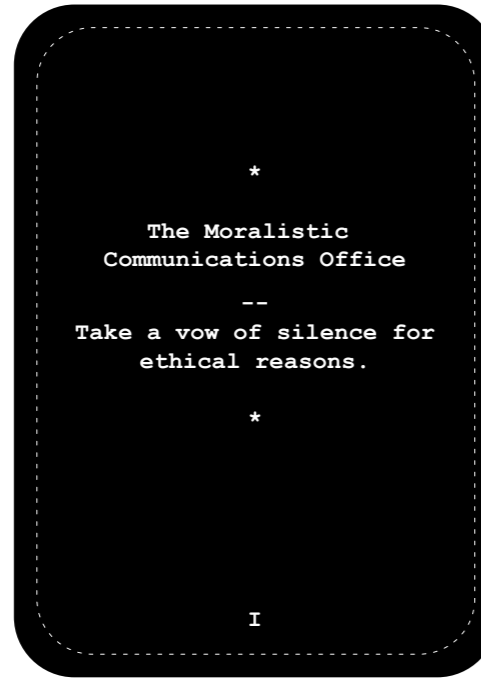 *
The Moralistic
Communications Office
--
Take a vow of silence for
ethical reasons.
*
I